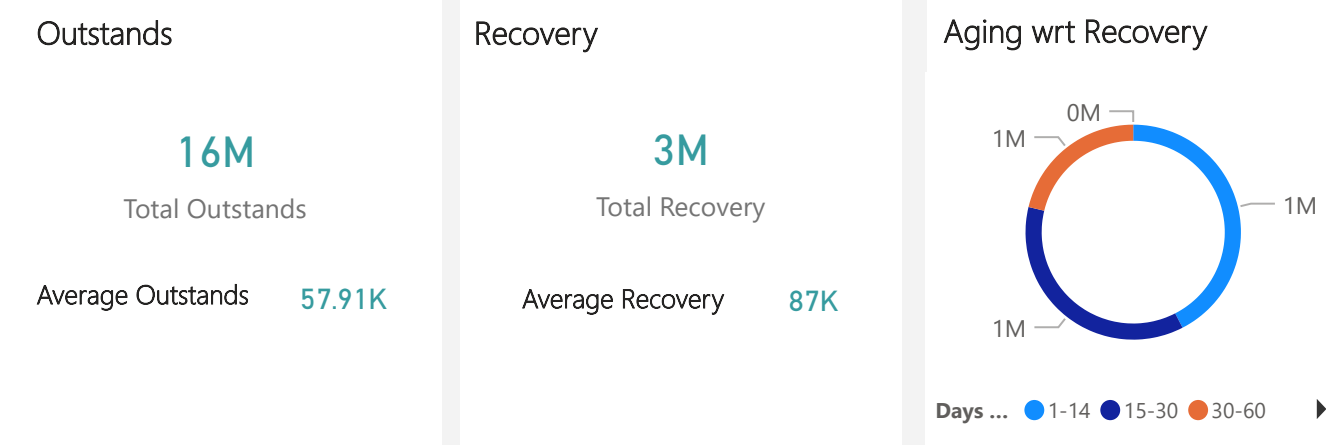 Outstands
16M
Total Outstands
Average Outstands 57.91K
Recovery
3M
Total Recovery
Average Recovery 87K
Aging wrt Recovery
0M
1M
1M
1M
Days ... 1-14 15-30 30-60